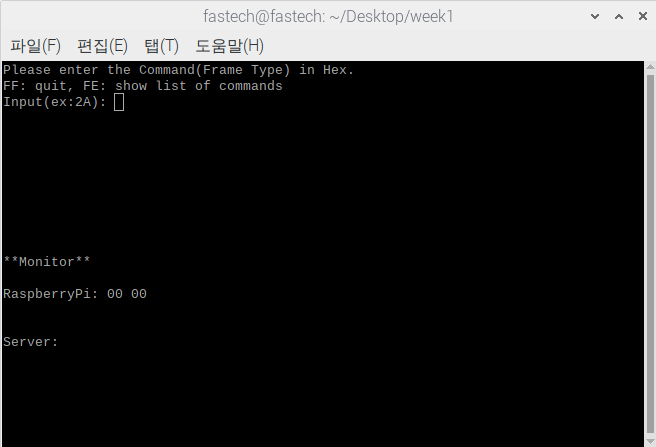 fastech@fastech: ~/Desktop/week1
파일(F) 편집(E) 탭(T) 도움말(H)
Please enter the Command(Frame Type) in Hex.
FF: quit, FE: show list of commands
Input(ex:2A):
**Monitor**
RaspberryPi: 00 00
Server: